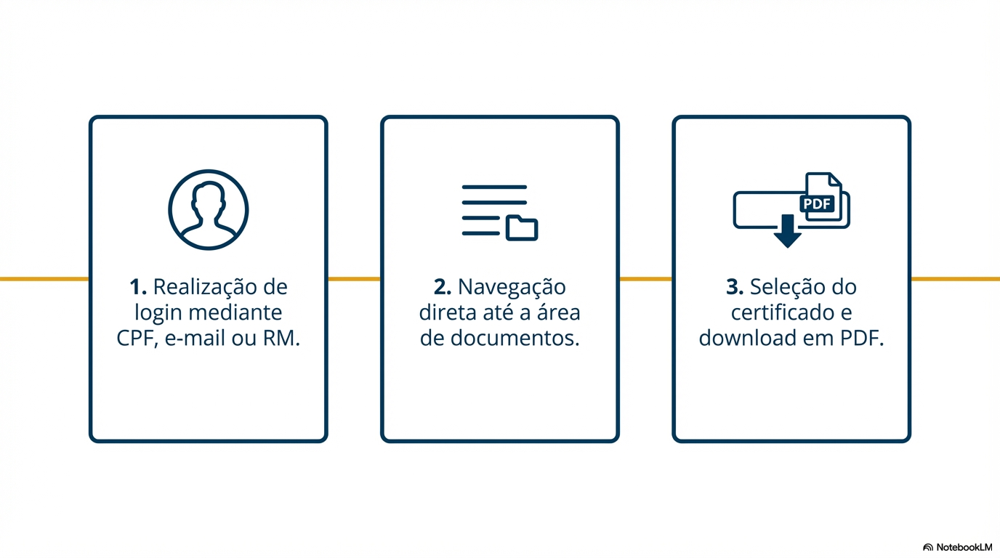 PDF
1. Realização de
login mediante
CPF, e-mail ou RM.
2. Navegação
direta até a área
de documentos.
3. Seleção do
certificado e
download em PDF.
NotebookLM